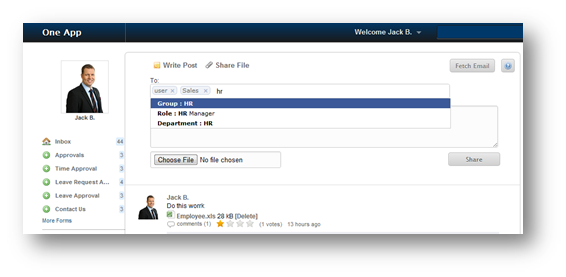 One App
Welcome Jack B.
Write Post Share File
Fetch Email
To:
user x Sales x hr
Group : HR
Role : HR Manager
Department : HR
Choose File No file chosen
Share
Jack B.
Inbox 44
Approvals 3
Time Approval 3
Leave Request A... 4
Leave Approval 3
Contact Us 3
More Forms
Jack B.
Do this work
Employee.xls 28 kB [Delete]
comments (1) (1 votes) 13 hours ago